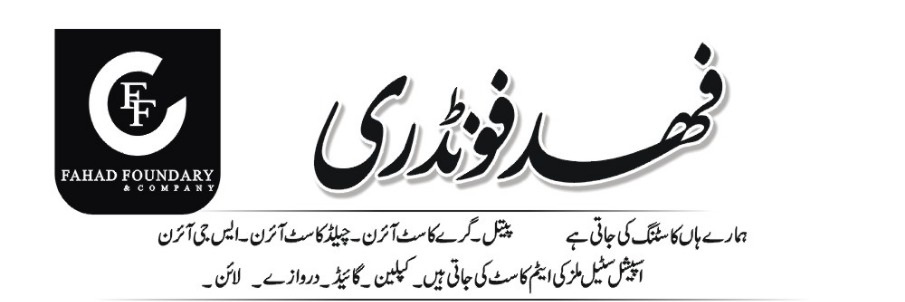 FF
FAHAD FOUNDARY
& COMPANY
فہد فونڈری
ہمارے ہاں کاسٹنگ کی جاتی ہے پیتل۔گرے کاسٹ آئرن۔چیلڈ کاسٹ آئرن۔ایس جی آئرن
اسپیشل سٹیل ملز کی ایٹم کاسٹ کی جاتی ہیں۔ کپلین۔گائیڈ۔دروازے۔ لائن۔